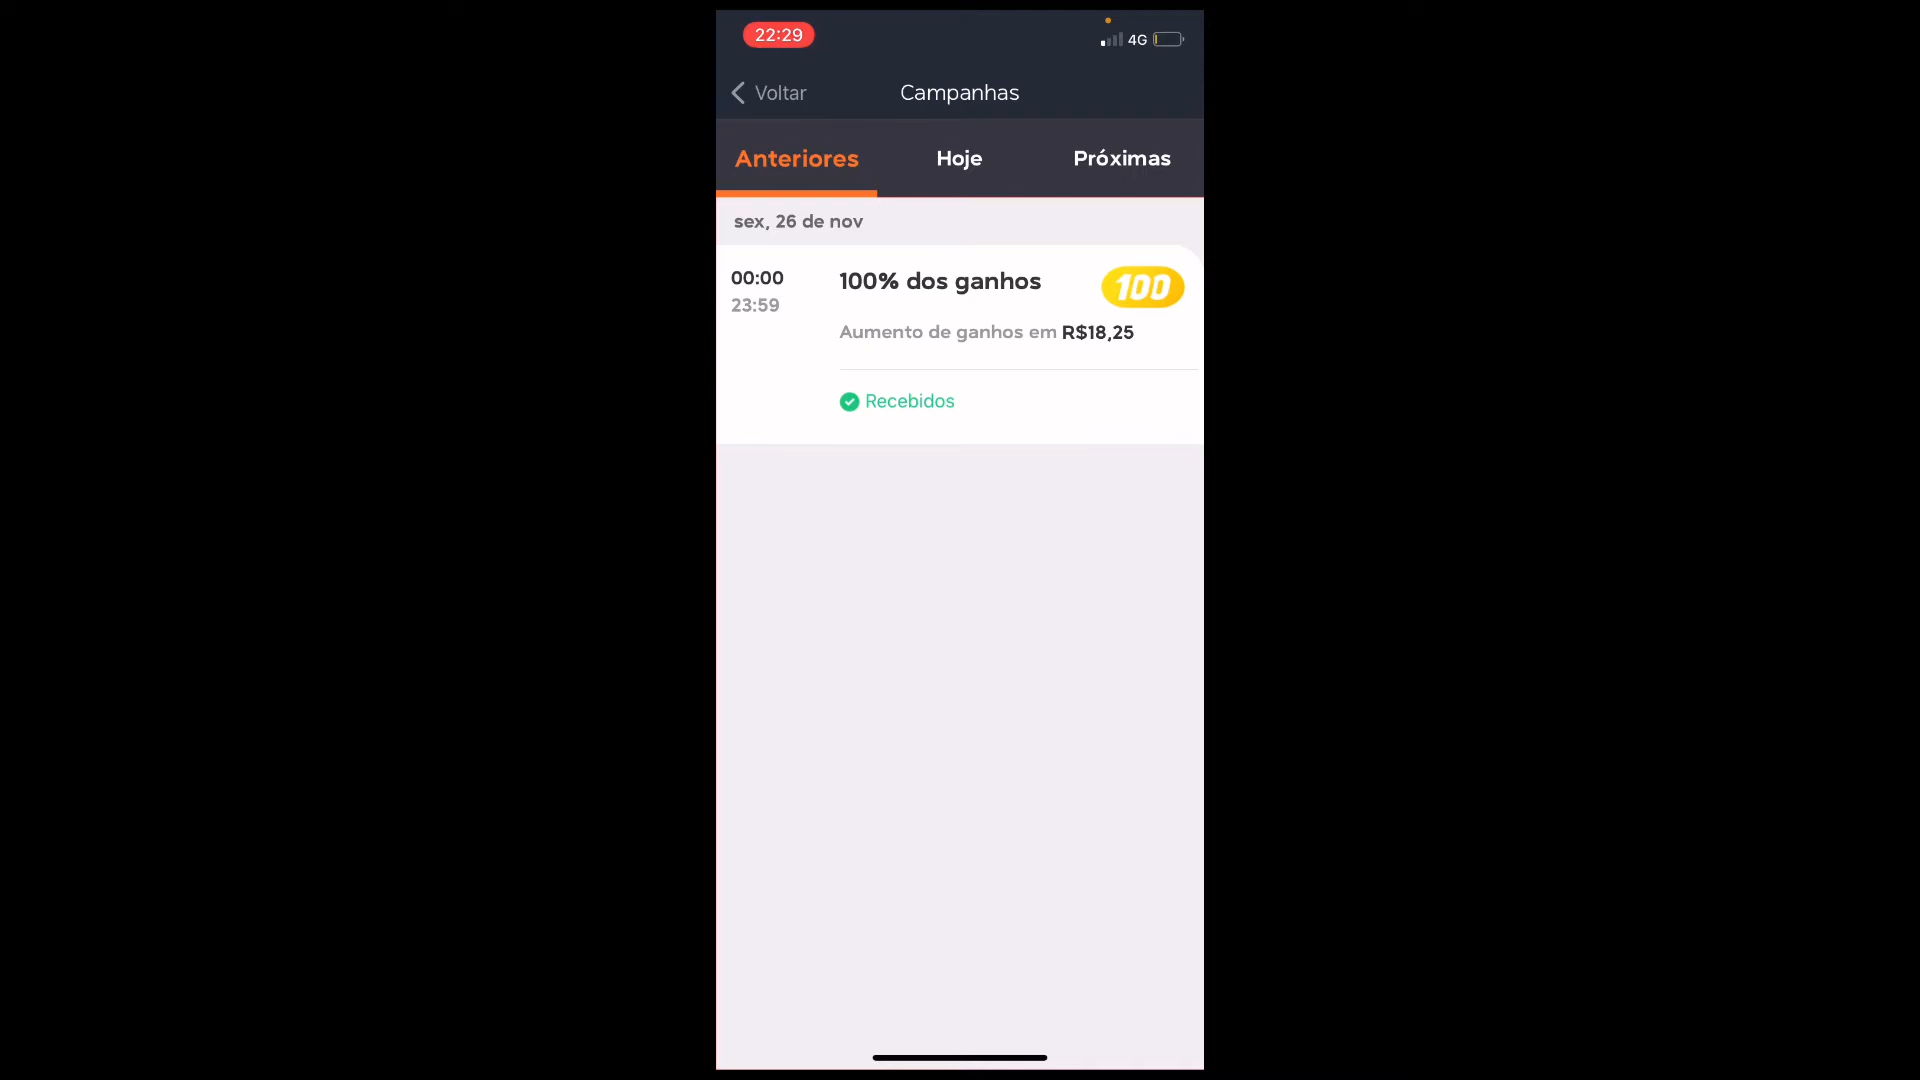 22:29
4G
Voltar
Campanhas
Anteriores
Hoje
Próximas
sex, 26 de nov
00:00
23:59
100% dos ganhos
100
Aumento de ganhos em R$18,25
Recebidos